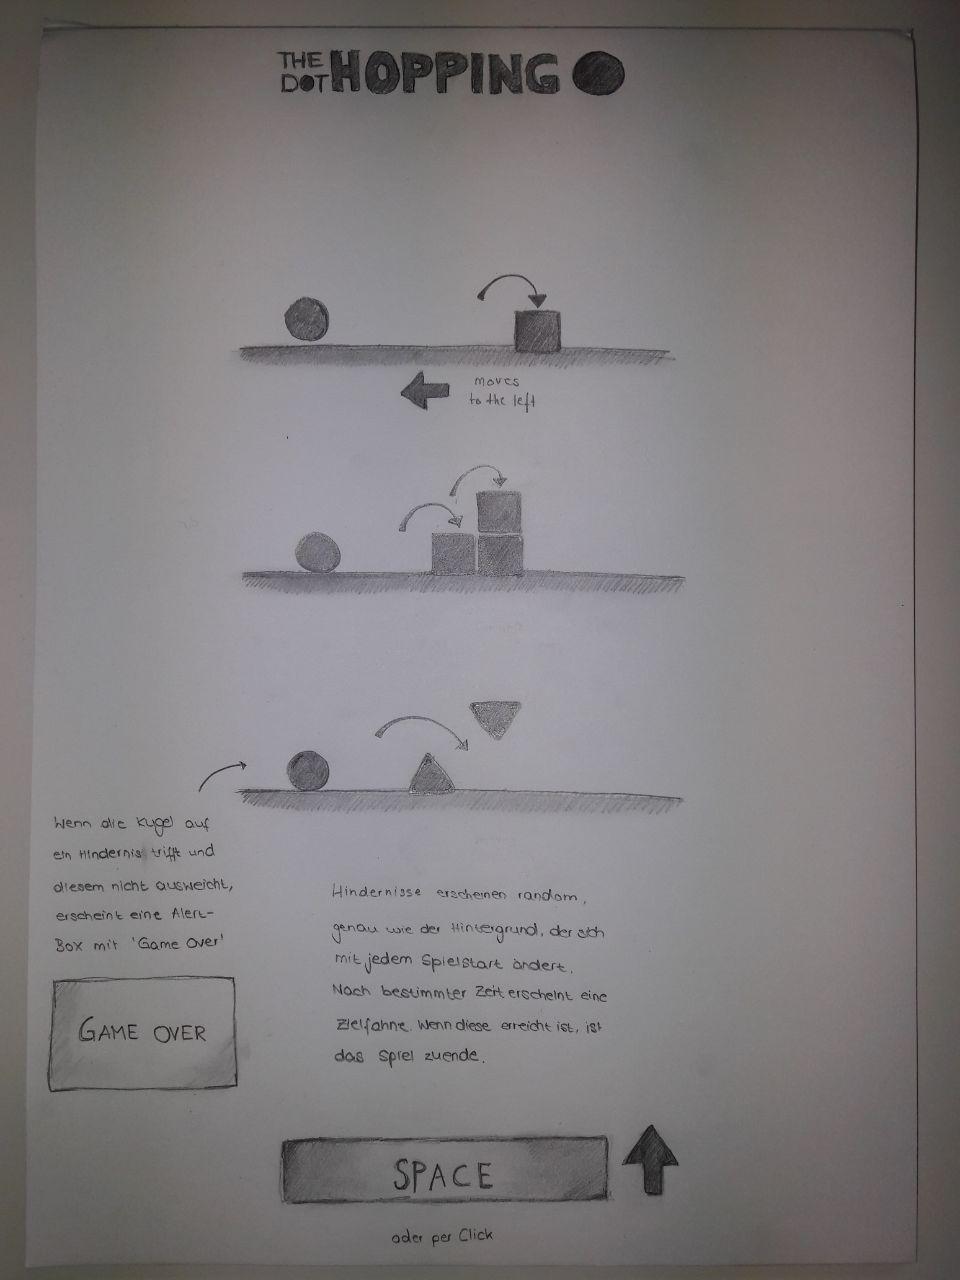 THE
DOT HOPPING
moves
to the left
Wenn die Kugel auf
ein Hindernis trifft und
diesem nicht ausweicht,
erscheint eine Alert-
Box mit 'Game Over'
GAME OVER
Hindernisse erscheinen random,
genau wie der Hintergrund, der sich
mit jedem Spielstart ändert.
Nach bestimmter Zeit erscheint eine
Zielfahne. Wenn diese erreicht ist, ist
das Spiel zuende.
SPACE
oder per Click